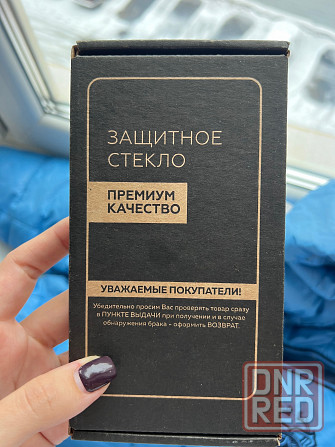 ЗАЩИТНОЕ
СТЕКЛО
ПРЕМИУМ
КАЧЕСТВО
УВАЖАЕМЫЕ ПОКУПАТЕЛИ!
Убедительно просим Вас проверять товар сразу
в ПУНКТЕ ВЫДАЧИ при получении и в случае
обнаружения брака - оформить ВОЗВРАТ.
DNR
RED